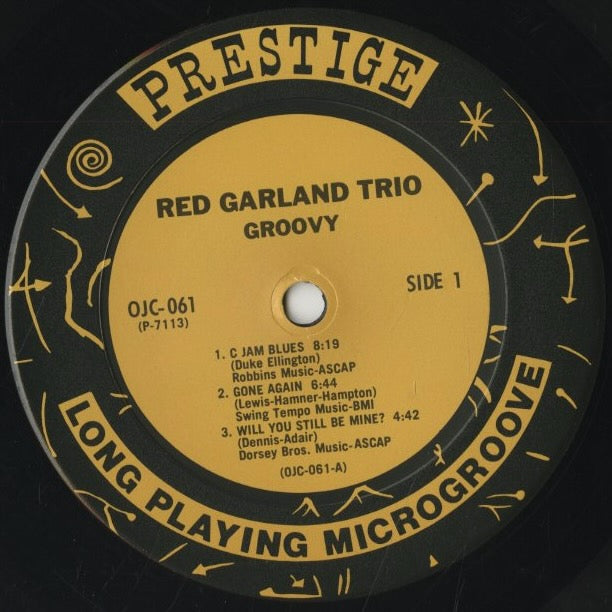 PRESTIGE
RED GARLAND TRIO
GROOVY
OJC-061
(P-7113)
SIDE 1
1. C JAM BLUES 8:19
(Duke Ellington)
Robbins Music-ASCAP
2. GONE AGAIN 6:44
(Lewis-Hamner-Hampton)
Swing Tempo Music-BMI
3. WILL YOU STILL BE MINE? 4:42
(Dennis-Adair)
Dorsey Bros. Music-ASCAP
(OJC-061-A)
LONG PLAYING MICROGROOVE